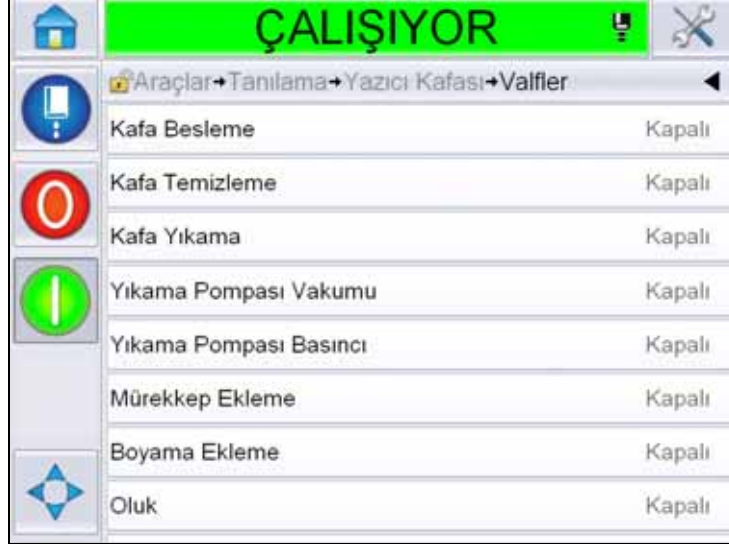 ÇALIŞIYOR
Araçlar→Tanılama→Yazıcı Kafası→Valfler
Kafa Besleme Kapalı
Kafa Temizleme Kapalı
Kafa Yıkama Kapalı
Yıkama Pompası Vakumu Kapalı
Yıkama Pompası Basıncı Kapalı
Mürekkep Ekleme Kapalı
Boyama Ekleme Kapalı
Oluk Kapalı